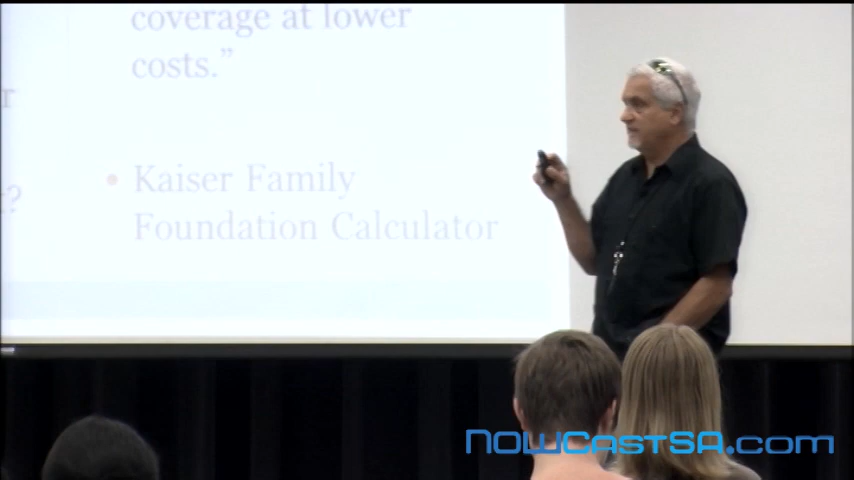 coverage at lower
costs.”
r
• Kaiser Family
?
Foundation Calculator
NOWCASTSA.com